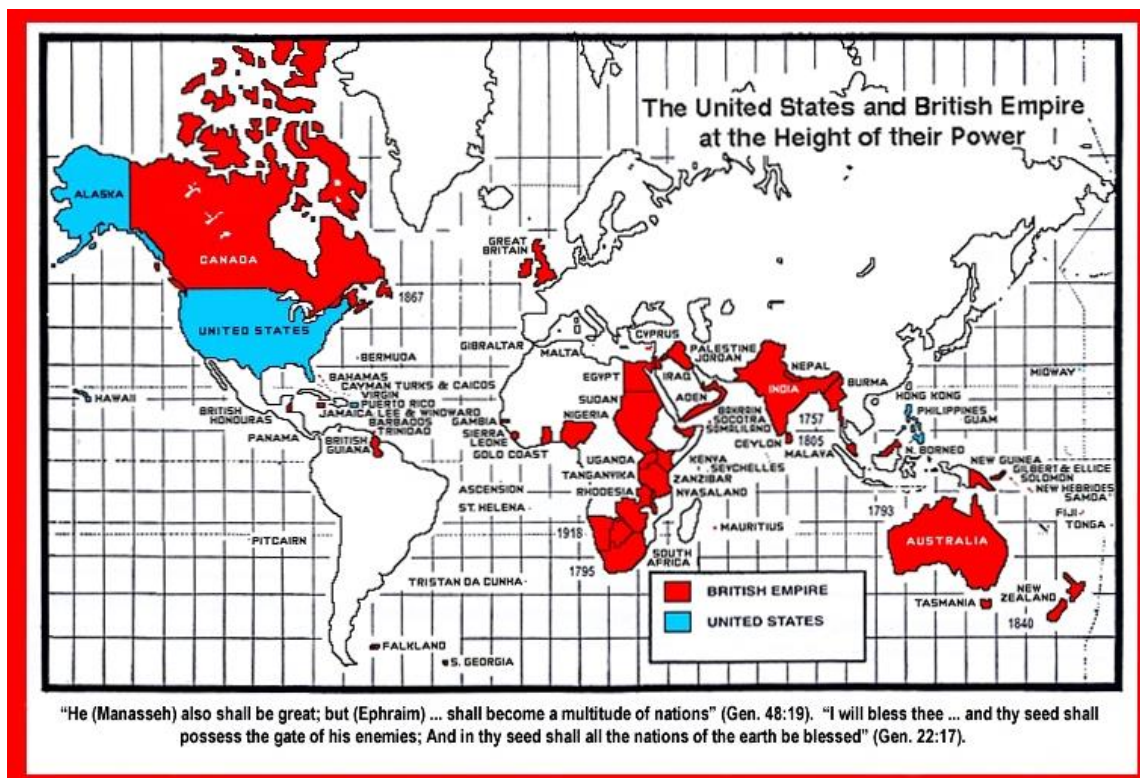 The United States and British Empire
at the Height of their Power
ALASKA
CANADA
GREAT
BRITAIN
1867
UNITED STATES
GIBRALTAR
MALTA
CYPRUS
PALESTINE
JORDAN
BERMUDA
IRAQ
NEPAL
EGYPT
BAHAMAS
CAYMAN TURKS & CAICOS
VIRGIN
PUERTO RICO
HAWAII
MIDWAY
INDIA
BURMA
HONG KONG
ADEN
SUDAN
BRITISH
HONDURAS
JAMAICA LEE & WINDWARD
BARBADOS
TRINIDAD
GAMBIA
NIGERIA
BAHRAIN
SOCOTRA
SOMALILAND
1757
PHILIPPINES
GUAM
PANAMA
BRITISH
GUIANA
SIERRA
LEONE
GOLD COAST
CEYLON
1805
MALAYA
N. BORNEO
UGANDA
KENYA
SEYCHELLES
NEW GUINEA
GILBERT & ELLICE
SOLOMON
TANGANYIKA
ZANZIBAR
ASCENSION
RHODESIA
NYASALAND
NEW HEBRIDES
SAMOA
ST. HELENA
1793
FIJI
TONGA
MAURITIUS
PITCAIRN
1918
AUSTRALIA
SOUTH
AFRICA
1795
TRISTAN DA CUNHA
BRITISH EMPIRE
UNITED STATES
NEW
ZEALAND
TASMANIA
1840
FALKLAND
S. GEORGIA
“He (Manasseh) also shall be great; but (Ephraim) ... shall become a multitude of nations” (Gen. 48:19). “I will bless thee ... and thy seed shall
possess the gate of his enemies; And in thy seed shall all the nations of the earth be blessed” (Gen. 22:17).